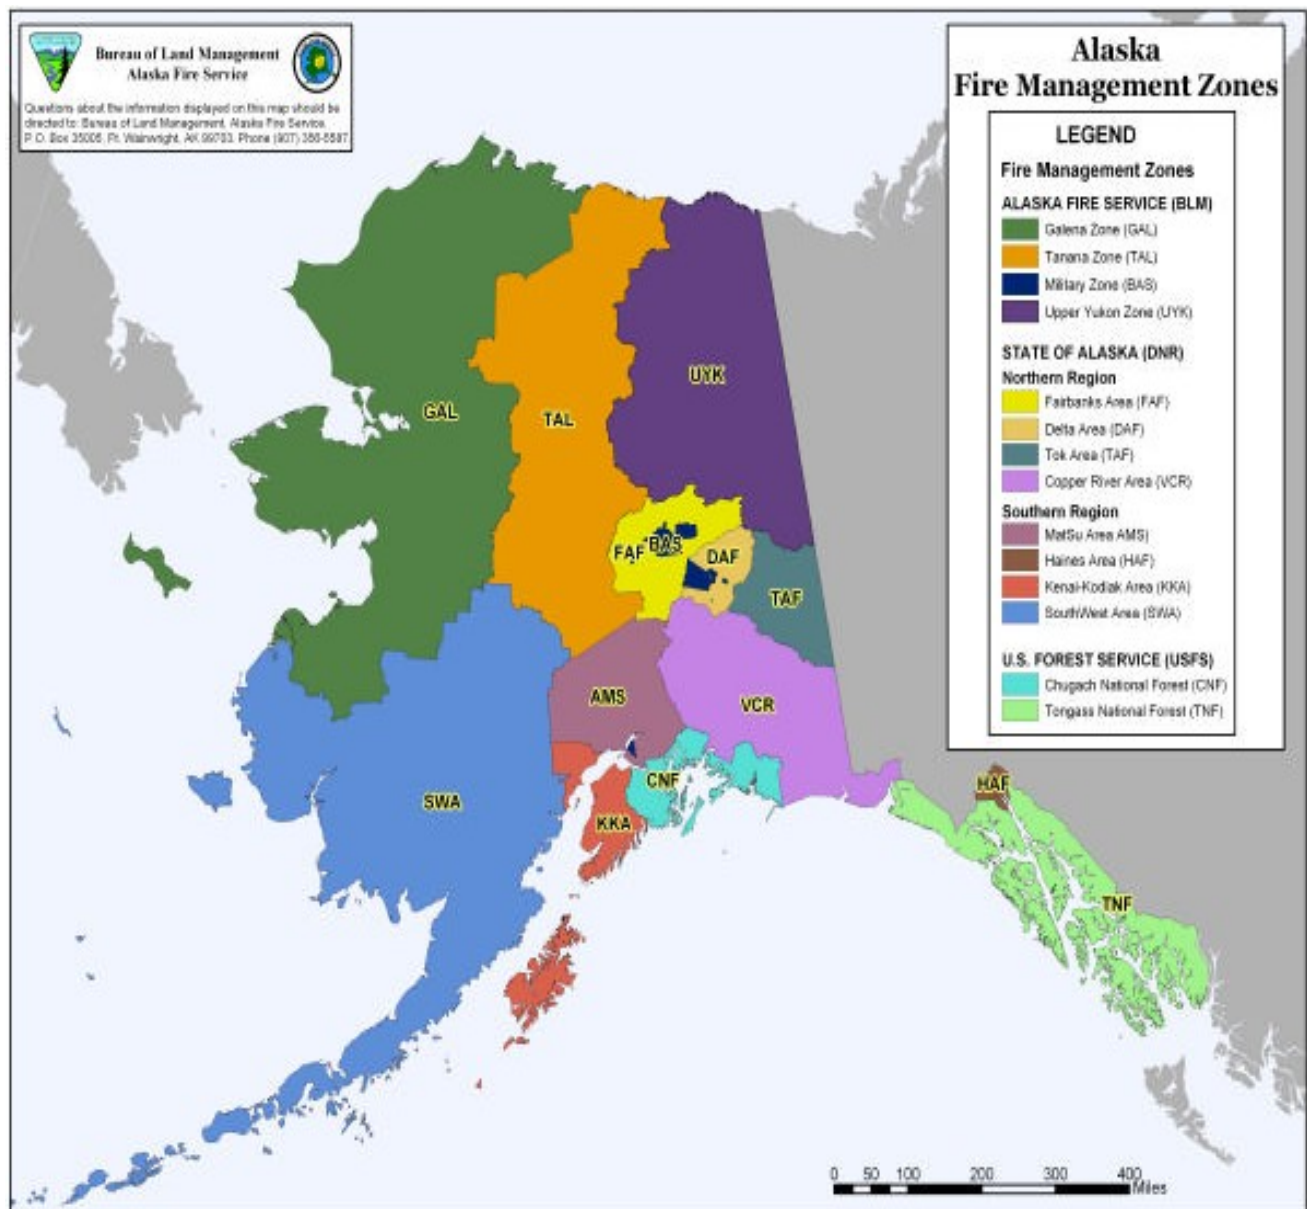 Bureau of Land Management
Alaska Fire Service
Questions about the information displayed on this map should be
directed to: Bureau of Land Management, Alaska Fire Service,
P.O. Box 35005, Ft. Wainwright, AK 99703. Phone (907) 356-5587
Alaska
Fire Management Zones
LEGEND
Fire Management Zones
ALASKA FIRE SERVICE (BLM)
Galena Zone (GAL)
Tanana Zone (TAL)
Military Zone (BAS)
Upper Yukon Zone (UYK)
STATE OF ALASKA (DNR)
Northern Region
Fairbanks Area (FAF)
Delta Area (DAF)
Tok Area (TAF)
Copper River Area (VCR)
Southern Region
MatSu Area AMS)
Haines Area (HAF)
Kenai-Kodiak Area (KKA)
SouthWest Area (SWA)
U.S. FOREST SERVICE (USFS)
Chugach National Forest (CNF)
Tongass National Forest (TNF)
UYK
GAL
TAL
BAS
FAF
DAF
TAF
AMS
VCR
CNF
HAF
SWA
KKA
TNF
0 50 100 200 300 400
Miles